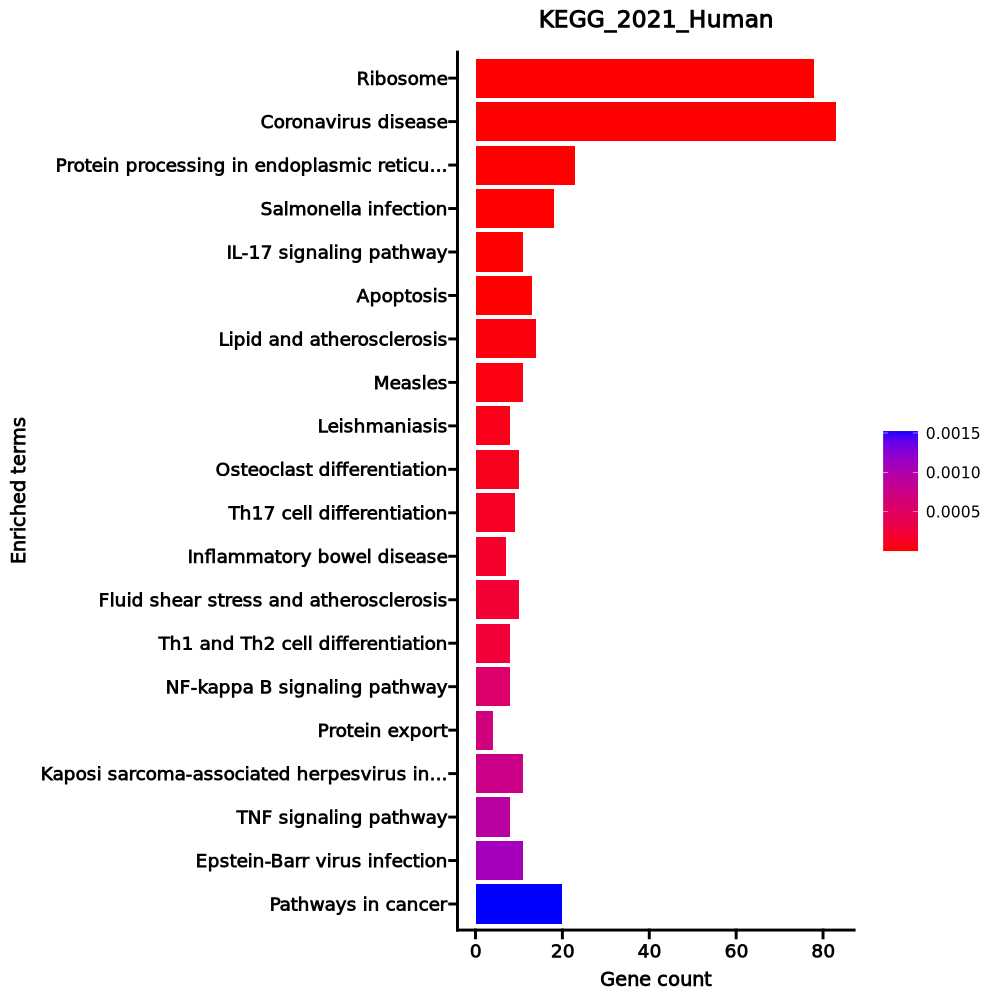 KEGG_2021_Human
Ribosome
Coronavirus disease
Protein processing in endoplasmic reticu...
Salmonella infection
IL-17 signaling pathway
Apoptosis
Lipid and atherosclerosis
Measles
Leishmaniasis
Osteoclast differentiation
Th17 cell differentiation
Inflammatory bowel disease
Fluid shear stress and atherosclerosis
Th1 and Th2 cell differentiation
NF-kappa B signaling pathway
Protein export
Kaposi sarcoma-associated herpesvirus in...
TNF signaling pathway
Epstein-Barr virus infection
Pathways in cancer
Enriched terms
0 20 40 60 80
Gene count
0.0015
0.0010
0.0005